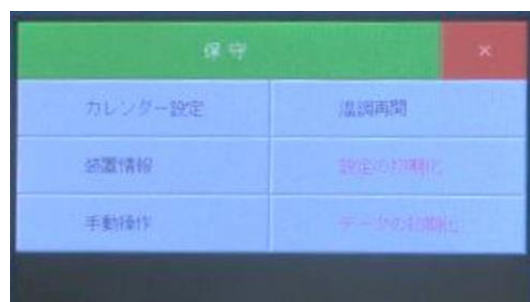 保守 ×
カレンダー設定 温調再開
装置情報 設定の初期化
手動操作 データの初期化